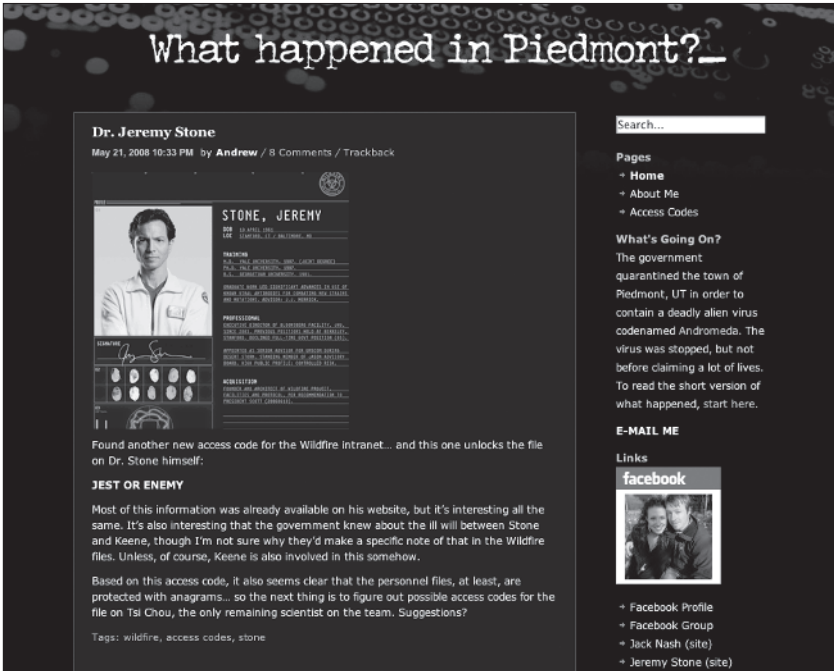 What happened in Piedmont?_
Dr. Jeremy Stone
May 21, 2008 10:33 PM by Andrew / 8 Comments / Trackback
STONE, JEREMY
DOB
LOC
TRAINING
PROFESSIONAL
ACQUISITION
SIGNATURE
Found another new access code for the Wildfire intranet... and this one unlocks the file
on Dr. Stone himself:
JEST OR ENEMY
Most of this information was already available on his website, but it's interesting all the
same. It's also interesting that the government knew about the ill will between Stone
and Keene, though I'm not sure why they'd make a specific note of that in the Wildfire
files. Unless, of course, Keene is also involved in this somehow.
Based on this access code, it also seems clear that the personnel files, at least, are
protected with anagrams... so the next thing is to figure out possible access codes for the
file on Tsi Chou, the only remaining scientist on the team. Suggestions?
Tags: wildfire, access codes, stone
Search...
Pages
Home
About Me
Access Codes
What's Going On?
The government
quarantined the town of
Piedmont, UT in order to
contain a deadly alien virus
codenamed Andromeda. The
virus was stopped, but not
before claiming a lot of lives.
To read the short version of
what happened, start here.
E-MAIL ME
Links
facebook
Facebook Profile
Facebook Group
Jack Nash (site)
Jeremy Stone (site)